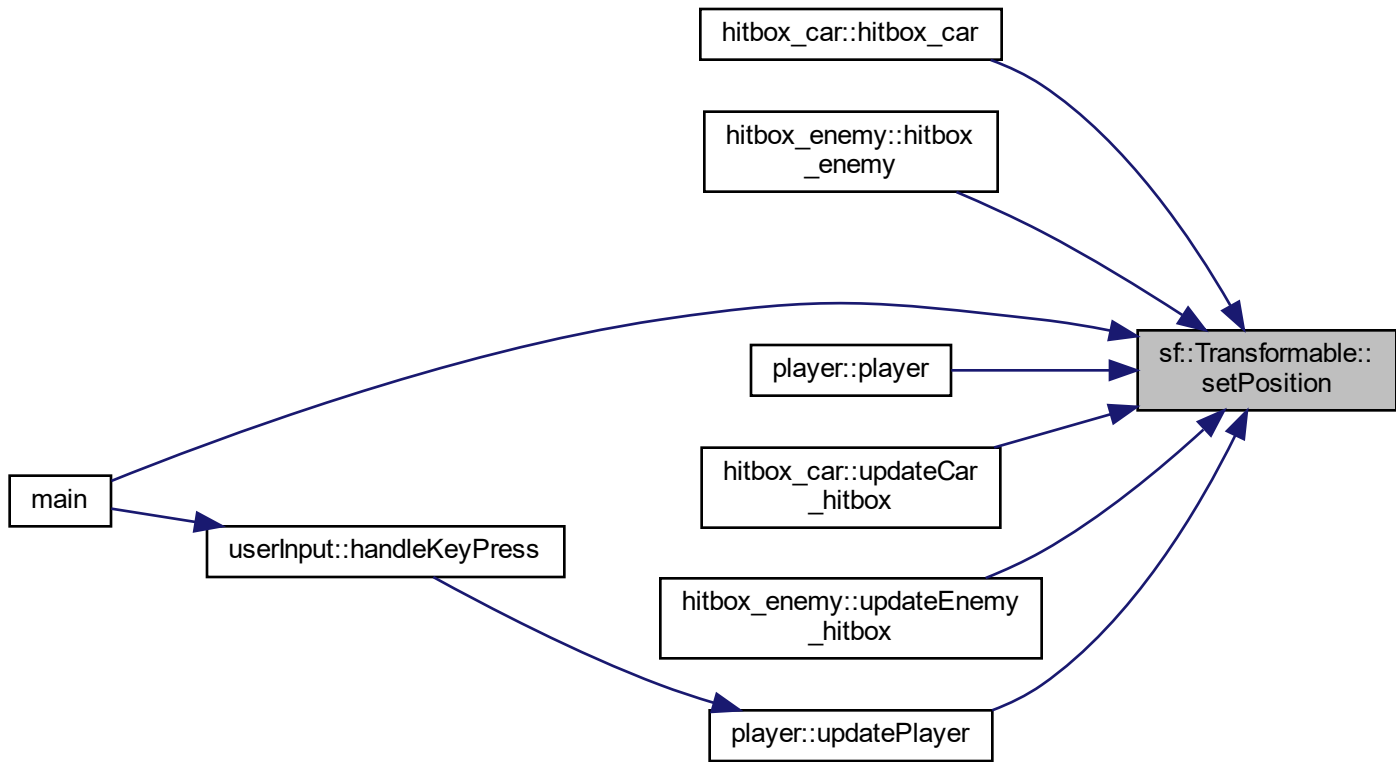 hitbox_car::hitbox_car
hitbox_enemy::hitbox
_enemy
sf::Transformable::
setPosition
player::player
hitbox_car::updateCar
_hitbox
main
userInput::handleKeyPress
hitbox_enemy::updateEnemy
_hitbox
player::updatePlayer